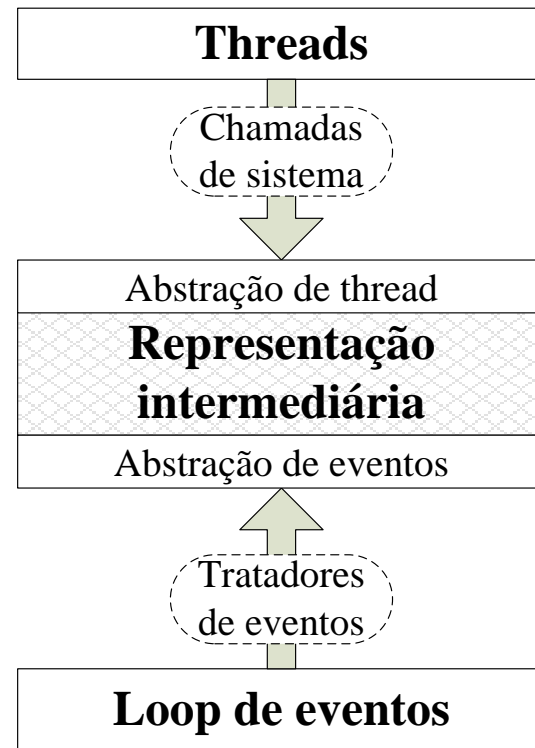 Threads
Chamadas
de sistema
Abstração de thread
Representação
intermediária
Abstração de eventos
Tratadores
de eventos
Loop de eventos